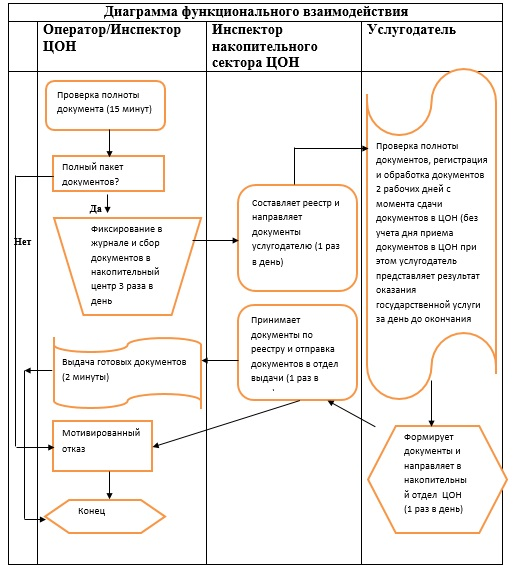 Диаграмма функционального взаимодействия
Оператор/Инспектор
ЦОН
Инспектор
накопительного
сектора ЦОН
Услугодатель
Проверка полноты
документа (15 минут)
Полный пакет
документов?
Да
Нет
Фиксирование в
журнале и сбор
документов в
накопительный
центр 3 раза в
день
Составляет реестр и
направляет
документы
услугодателю (1 раз
в день)
Проверка полноты
документов, регистрация
и обработка документов
2 рабочих дней с
момента сдачи
документов в ЦОН (без
учета дня приема
документов в ЦОН при
этом услугодатель
представляет результат
оказания
государственной услуги
за день до окончания
Принимает
документы по
реестру и отправка
документов в отдел
выдачи (1 раз в
Выдача готовых документов
(2 минуты)
Мотивированный
отказ
Формирует
документы и
направляет в
накопительны
й отдел ЦОН
(1 раз в день)
Конец